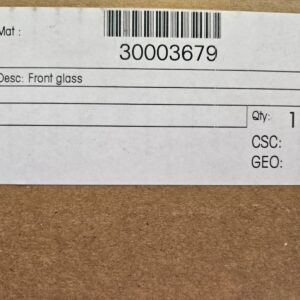 Mat :
30003679
Desc: Front glass
Qty: 1
CSC:
GEO: